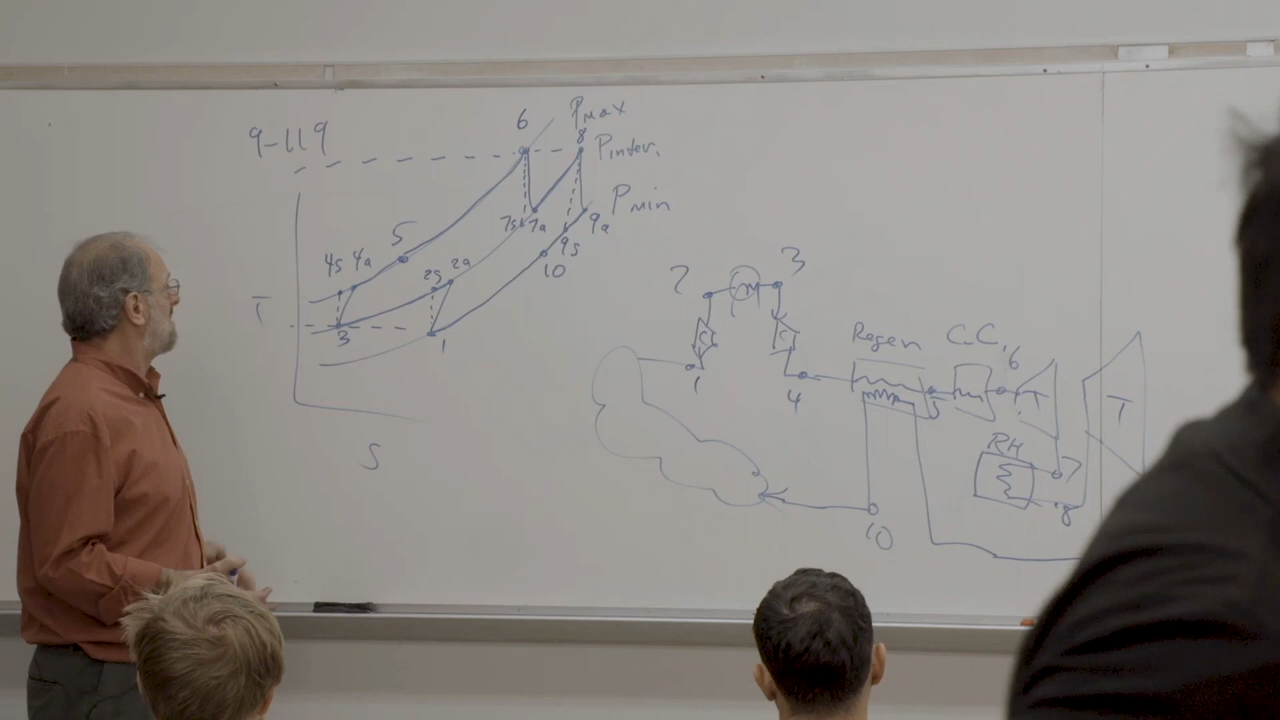 9-119
6
Pmax
8
Pinter.
Pmin
7s 7a
9s 9a
10
5
4s 4a
2s 2a
T
3
1
S
2 M 3
C C
1
4
Regen C.C.
5
6
T T
RH
7
8
10